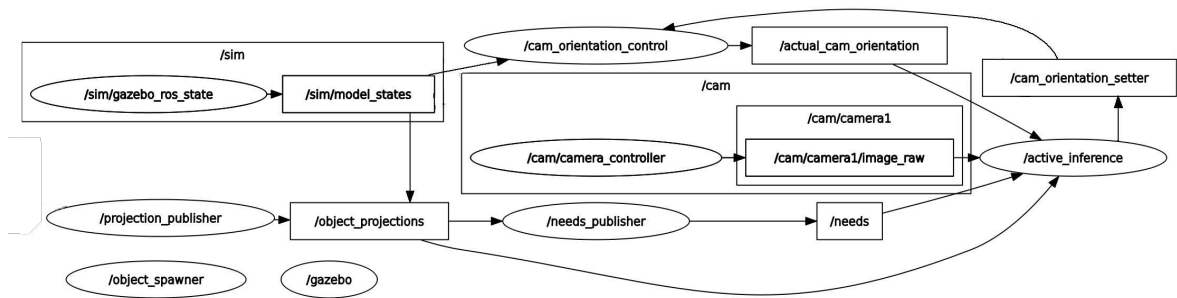 /sim
/sim/gazebo_ros_state
/sim/model_states
/cam_orientation_control
/actual_cam_orientation
/cam_orientation_setter
/cam
/cam/camera1
/cam/camera_controller
/cam/camera1/image_raw
/active_inference
/projection_publisher
/object_projections
/needs_publisher
/needs
/object_spawner
/gazebo